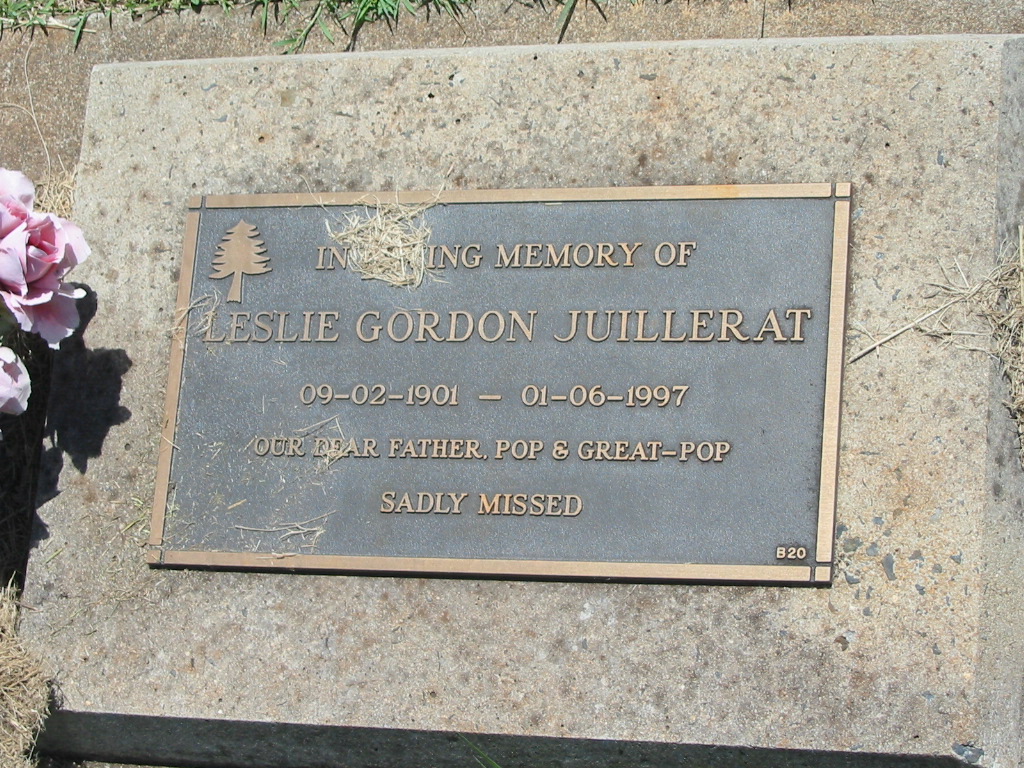 IN LOVING MEMORY OF
LESLIE GORDON JUILLERAT
09-02-1901 — 01-06-1997
OUR DEAR FATHER, POP & GREAT-POP
SADLY MISSED
B20